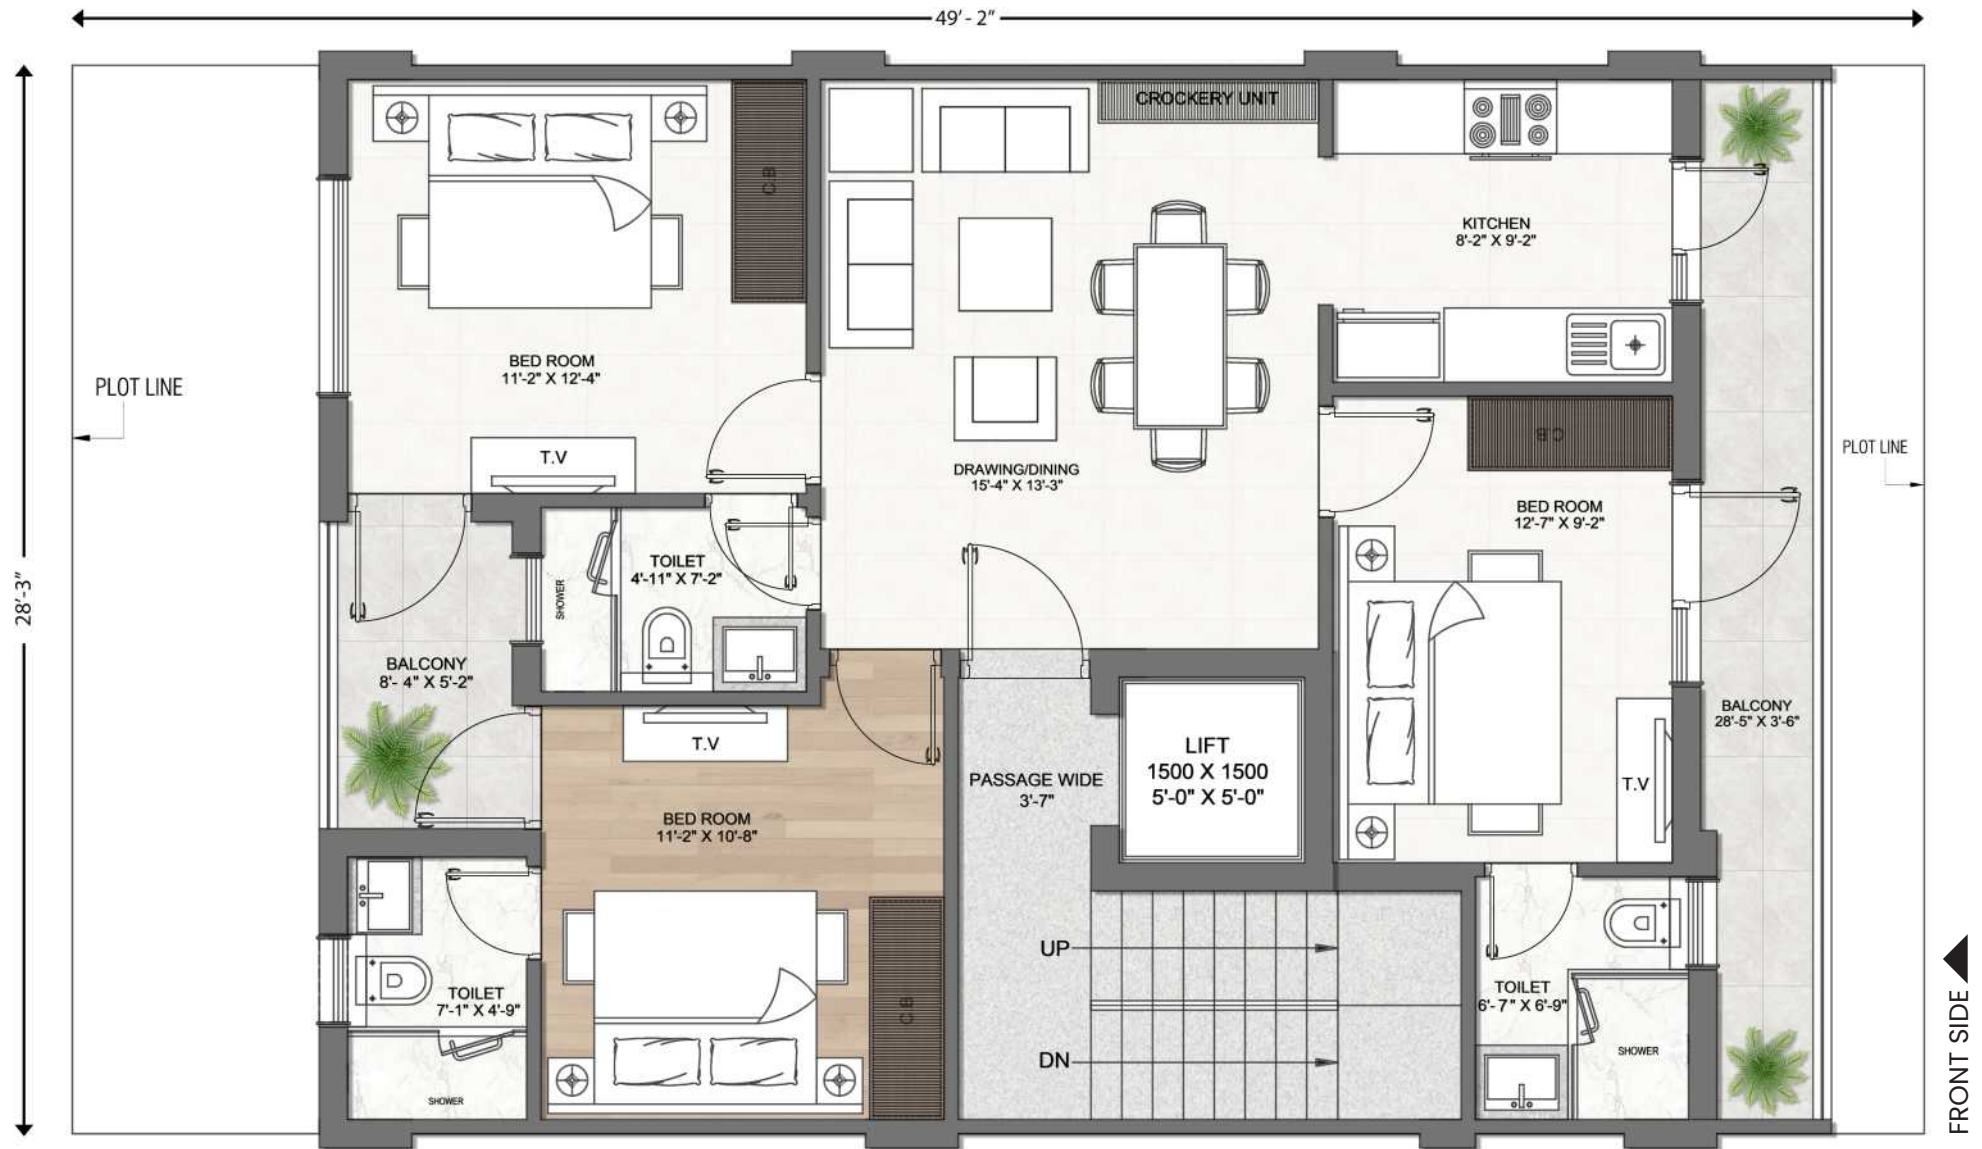 49'- 2"
CROCKERY UNIT
C.B
KITCHEN
8'-2" X 9'-2"
BED ROOM
11'-2" X 12'-4"
PLOT LINE
T.V
DRAWING/DINING
15'-4" X 13'-3"
C.B
PLOT LINE
BED ROOM
12'-7" X 9'-2"
28'-3"
TOILET
4'-11" X 7'-2"
SHOWER
BALCONY
8'- 4" X 5'-2"
T.V
LIFT
1500 X 1500
5'-0" X 5'-0"
PASSAGE WIDE
3'-7"
BALCONY
28'-5" X 3'-6"
T.V
BED ROOM
11'-2" X 10'-8"
UP
TOILET
7'-1" X 4'-9"
C.B
TOILET
6'- 7" X 6'-9"
DN
SHOWER
SHOWER
FRONT SIDE